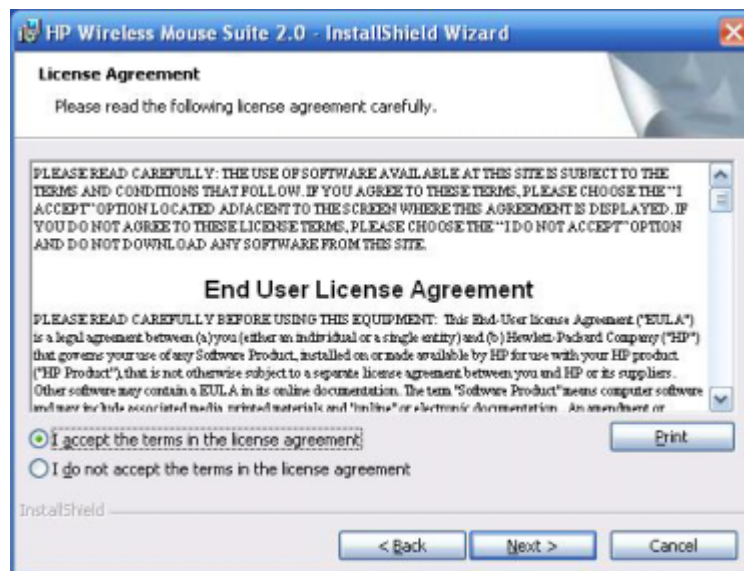 HP Wireless Mouse Suite 2.0 - InstallShield Wizard
License Agreement
Please read the following license agreement carefully.
PLEASE READ CAREFULLY: THE USE OF SOFTWARE AVAILABLE AT THIS SITE IS SUBJECT TO THE
TERMS AND CONDITIONS THAT FOLLOW. IF YOU AGREE TO THESE TERMS, PLEASE CHOOSE THE "I
ACCEPT" OPTION LOCATED ADJACENT TO THE SCREEN WHERE THIS AGREEMENT IS DISPLAYED. IF
YOU DO NOT AGREE TO THESE LICENSE TERMS, PLEASE CHOOSE THE "I DO NOT ACCEPT" OPTION
AND DO NOT DOWNLOAD ANY SOFTWARE FROM THIS SITE.
End User License Agreement
PLEASE READ CAREFULLY BEFORE USING THIS EQUIPMENT: This End-User license Agreement ("EULA")
is a legal agreement between (a) you (either an individual or a single entity) and (b) Hewlett-Packard Company ("HP")
that governs your use of any Software Product, installed on or made available by HP for use with your HP product
("HP Product"), that is not otherwise subject to a separate license agreement between you and HP or its suppliers.
Other software may contain a EULA in its online documentation. The term "Software Product" means computer software
and may include associated media, printed materials and "online" or electronic documentation. An amendment or
I accept the terms in the license agreement
Print
I do not accept the terms in the license agreement
InstallShield
< Back
Next >
Cancel